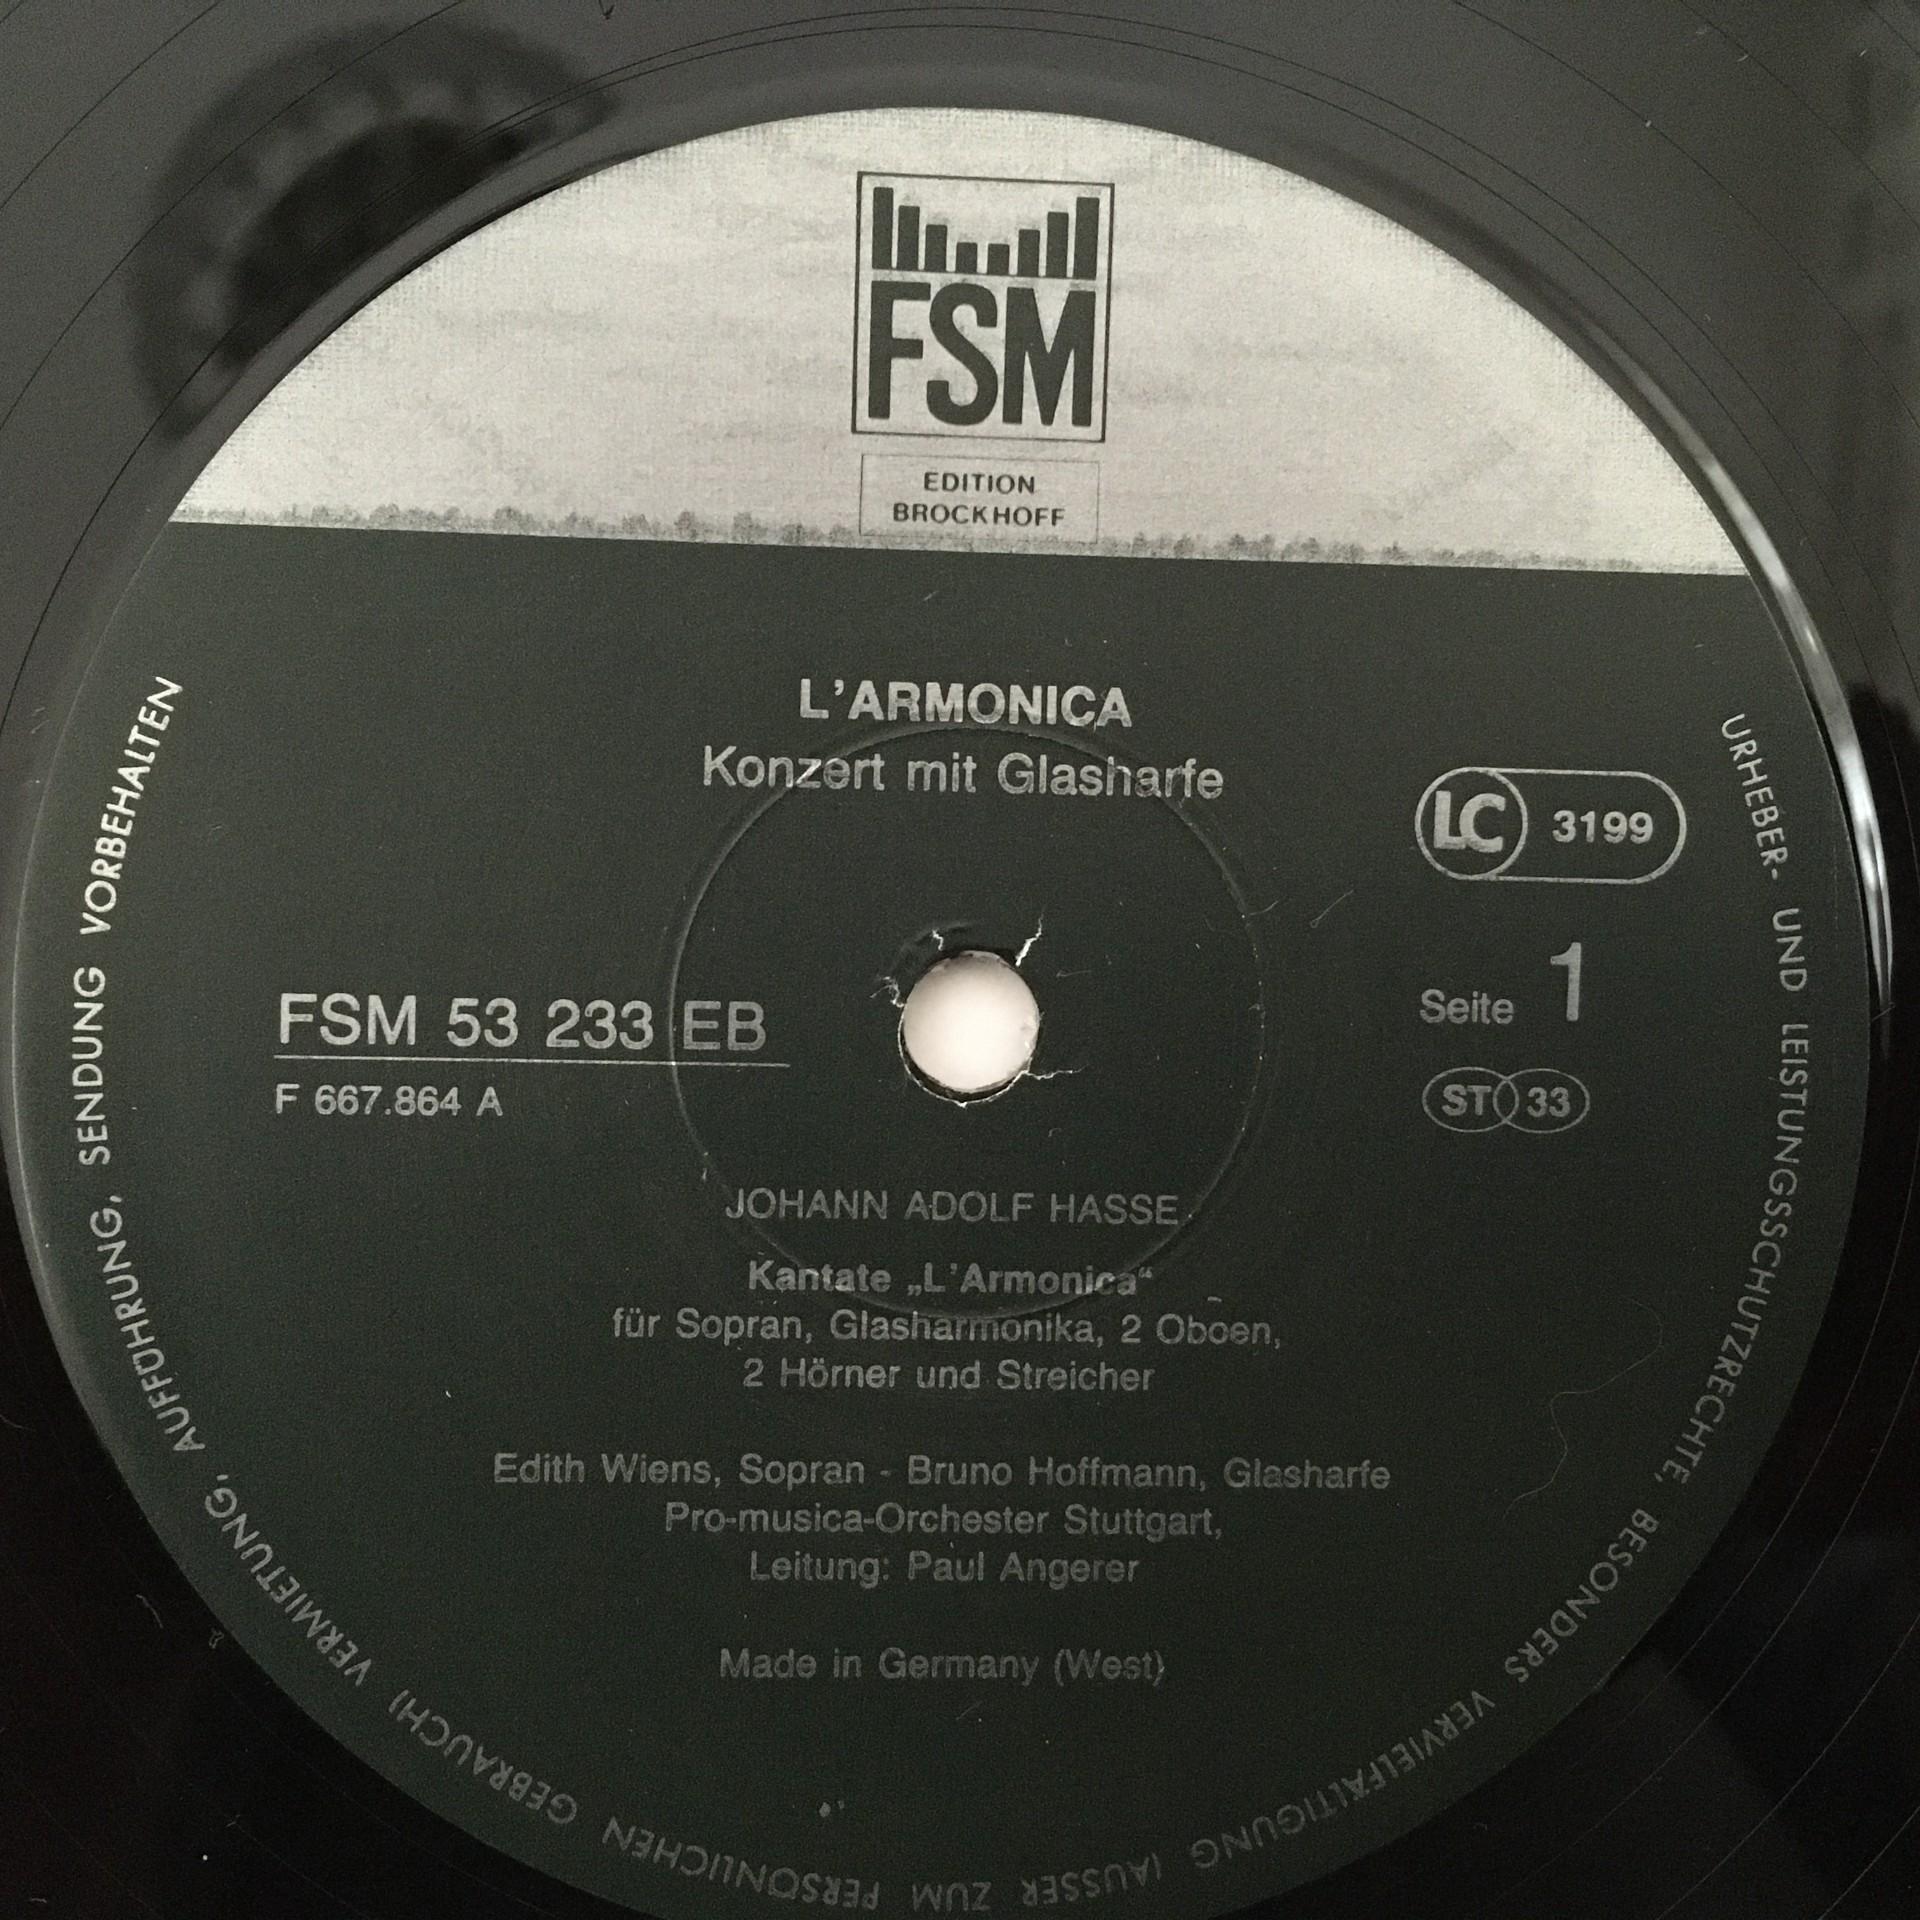 FSM
EDITION
BROCKHOFF
L'ARMONICA
Konzert mit Glasharfe
LC 3199
Seite 1
FSM 53 233 EB
F 667.864 A
ST 33
JOHANN ADOLF HASSE
Kantate „L'Armonica“
für Sopran, Glasharmonika, 2 Oboen,
2 Hörner und Streicher
Edith Wiens, Sopran - Bruno Hoffmann, Glasharfe
Pro-musica-Orchester Stuttgart,
Leitung: Paul Angerer
Made in Germany (West)
URHEBER- UND LEISTUNGSSCHUTZRECHTE, BESONDERS VERVIELFÄLTIGUNG (AUSSER ZUM PERSÖNLICHEN GEBRAUCH) VERMIETUNG, AUFFÜHRUNG, SENDUNG VORBEHALTEN